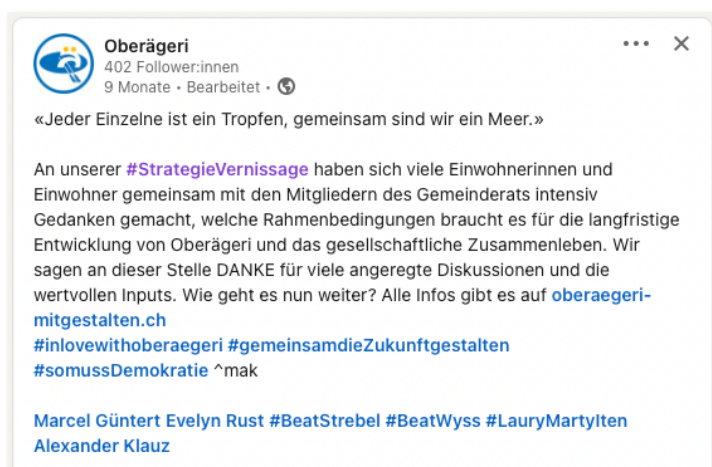 Oberägeri
402 Follower:innen
9 Monate • Bearbeitet •
«Jeder Einzelne ist ein Tropfen, gemeinsam sind wir ein Meer.»
An unserer #StrategieVernissage haben sich viele Einwohnerinnen und
Einwohner gemeinsam mit den Mitgliedern des Gemeinderats intensiv
Gedanken gemacht, welche Rahmenbedingungen braucht es für die langfristige
Entwicklung von Oberägeri und das gesellschaftliche Zusammenleben. Wir
sagen an dieser Stelle DANKE für viele angeregte Diskussionen und die
wertvollen Inputs. Wie geht es nun weiter? Alle Infos gibt es auf oberaegeri-
mitgestalten.ch
#inlovewithoberaegeri #gemeinsamdieZukunftgestalten
#somussDemokratie ^mak
Marcel Güntert Evelyn Rust #BeatStrebel #BeatWyss #LauryMartyIten
Alexander Klauz